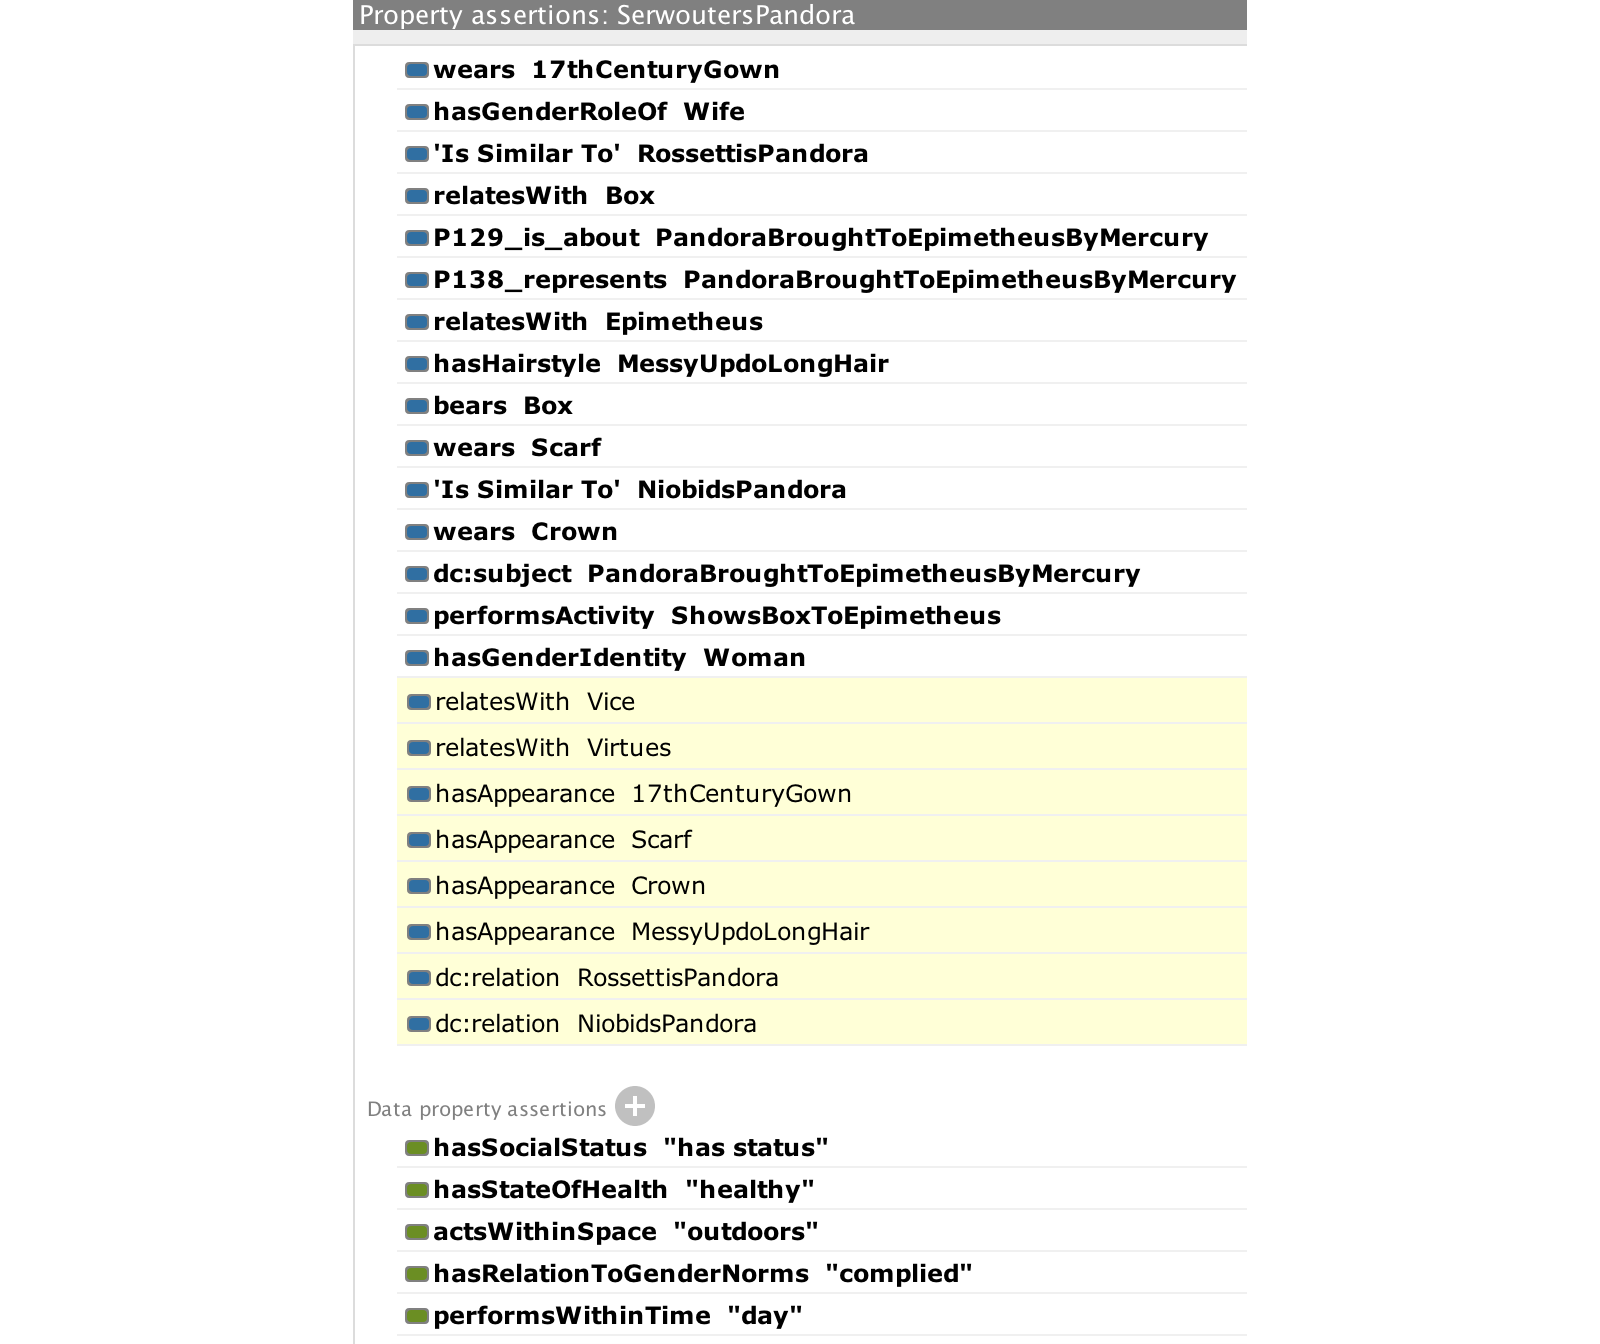 Property assertions: SerwoutersPandora
wears 17thCenturyGown
hasGenderRoleOf Wife
'Is Similar To' RossettisPandora
relatesWith Box
P129_is_about PandoraBroughtToEpimetheusByMercury
P138_represents PandoraBroughtToEpimetheusByMercury
relatesWith Epimetheus
hasHairstyle MessyUpdoLongHair
bears Box
wears Scarf
'Is Similar To' NiobidsPandora
wears Crown
dc:subject PandoraBroughtToEpimetheusByMercury
performsActivity ShowsBoxToEpimetheus
hasGenderIdentity Woman
relatesWith Vice
relatesWith Virtues
hasAppearance 17thCenturyGown
hasAppearance Scarf
hasAppearance Crown
hasAppearance MessyUpdoLongHair
dc:relation RossettisPandora
dc:relation NiobidsPandora
Data property assertions
hasSocialStatus "has status"
hasStateOfHealth "healthy"
actsWithinSpace "outdoors"
hasRelationToGenderNorms "complied"
performsWithinTime "day"